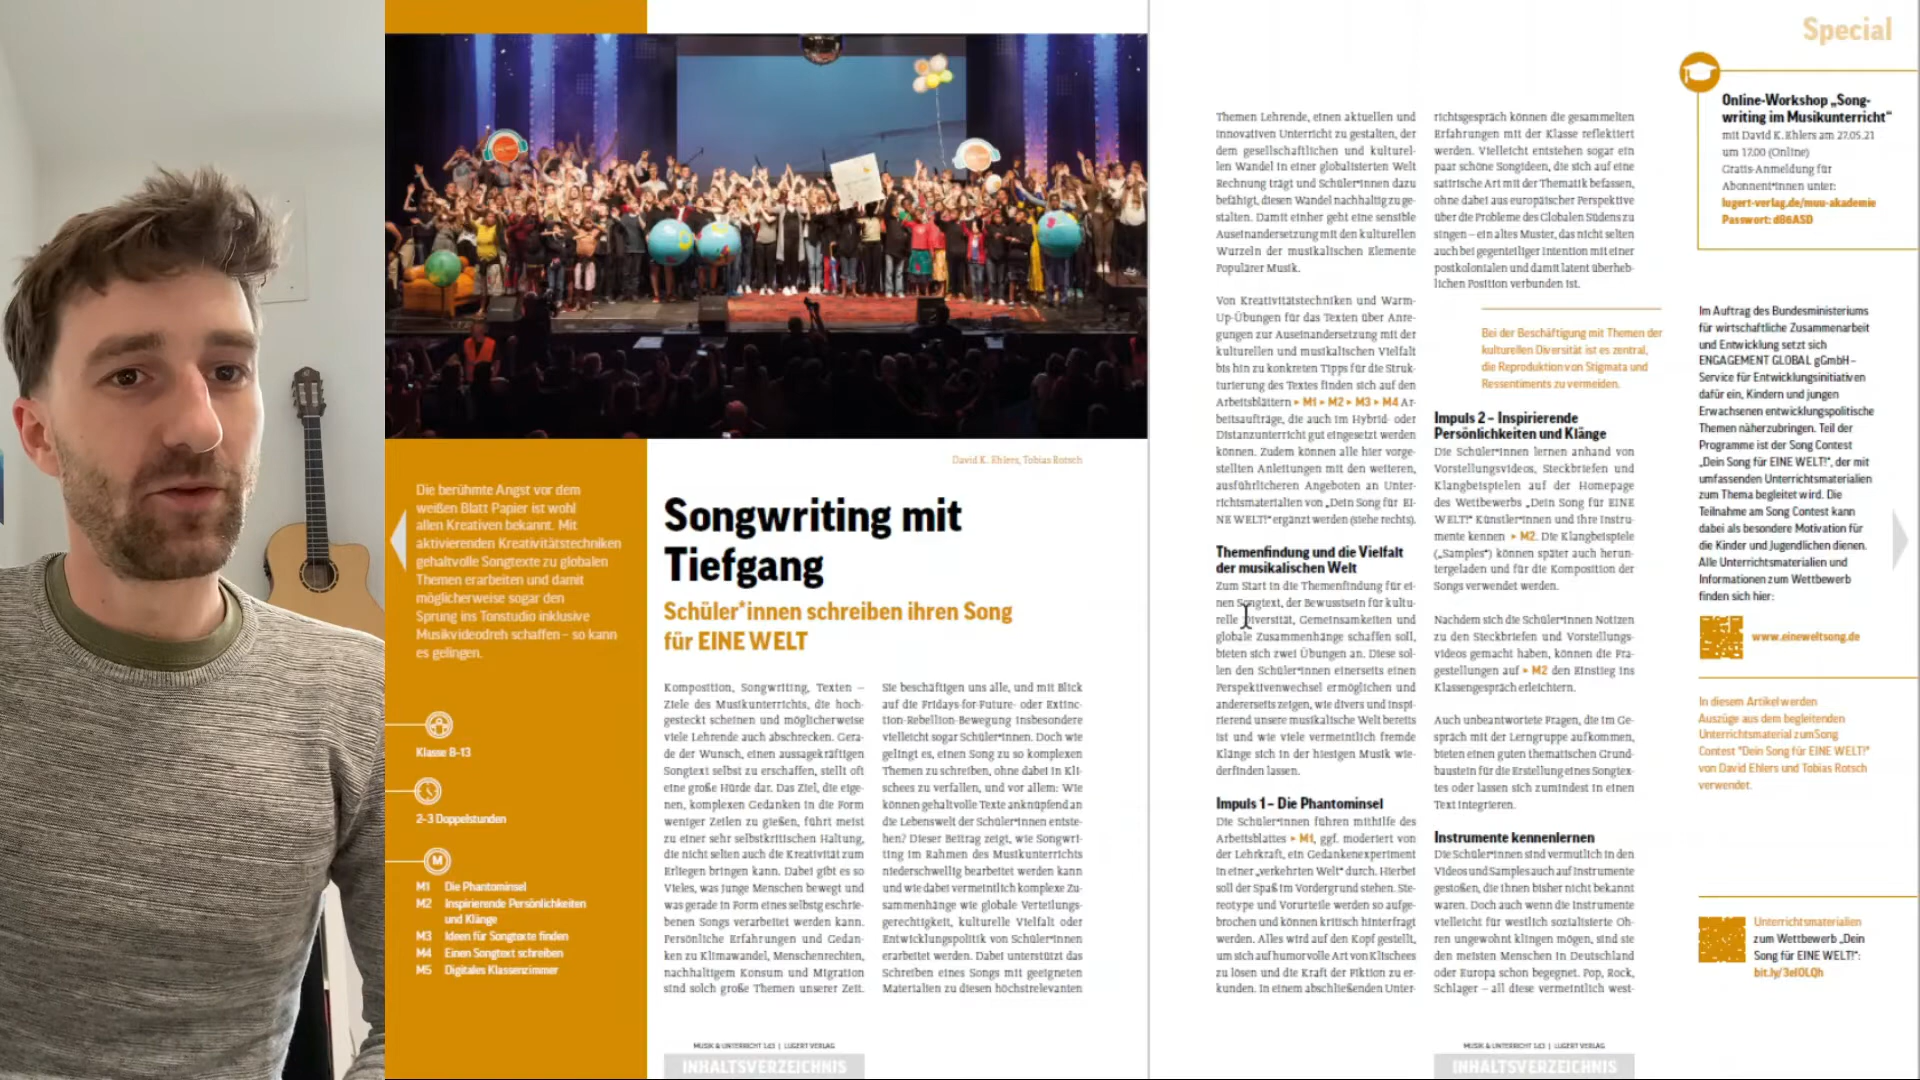 Special
David K. Ehlers, Tobias Rotsch
Die berühmte Angst vor dem
weißen Blatt Papier ist wohl
allen Kreativen bekannt. Mit
aktivierenden Kreativitätstechniken
gehaltvolle Songtexte zu globalen
Themen erarbeiten und damit
möglicherweise sogar den
Sprung ins Tonstudio inklusive
Musikvideodreh schaffen – so kann
es gelingen.
Klasse 8-13
2-3 Doppelstunden
M
M1 Die Phantominsel
M2 Inspirierende Persönlichkeiten
und Klänge
M3 Ideen für Songtexte finden
M4 Einen Songtext schreiben
M5 Digitales Klassenzimmer
Songwriting mit
Tiefgang
Schüler*innen schreiben ihren Song
für EINE WELT
Komposition, Songwriting, Texten –
Ziele des Musikunterrichts, die hoch-
gesteckt scheinen und möglicherweise
viele Lehrende auch abschrecken. Gera-
de der Wunsch, einen aussagekräftigen
Songtext selbst zu erschaffen, stellt oft
eine große Hürde dar. Das Ziel, die eige-
nen, komplexen Gedanken in die Form
weniger Zeilen zu gießen, führt meist
zu einer sehr selbstkritischen Haltung,
die nicht selten auch die Kreativität zum
Erliegen bringen kann. Dabei gibt es so
Vieles, was junge Menschen bewegt und
was gerade in Form eines selbstgeschrie-
benen Songs verarbeitet werden kann.
Persönliche Erfahrungen und Gedan-
ken zu Klimawandel, Menschenrechten,
nachhaltigem Konsum und Migration
sind solch große Themen unserer Zeit.
Sie beschäftigen uns alle, und mit Blick
auf die Fridays-for-Future- oder Extinc-
tion-Rebellion-Bewegung insbesondere
vielleicht sogar Schüler*innen. Doch wie
gelingt es, einen Song zu so komplexen
Themen zu schreiben, ohne dabei in Kli-
schees zu verfallen, und vor allem: Wie
können gehaltvolle Texte anknüpfend an
die Lebenswelt der Schüler*innen entste-
hen? Dieser Beitrag zeigt, wie Songwri-
ting im Rahmen des Musikunterrichts
niederschwellig bearbeitet werden kann
und wie dabei vermeintlich komplexe Zu-
sammenhänge wie globale Verteilungs-
gerechtigkeit, kulturelle Vielfalt oder
Entwicklungspolitik von Schüler*innen
erarbeitet werden. Dabei unterstützt das
Schreiben eines Songs mit geeigneten
Materialien zu diesen höchstrelevanten
MUSIK & UNTERRICHT 143 | LUGERT VERLAG
INHALTSVERZEICHNIS
Themen Lehrende, einen aktuellen und
innovativen Unterricht zu gestalten, der
dem gesellschaftlichen und kulturel-
len Wandel in einer globalisierten Welt
Rechnung trägt und Schüler*innen dazu
befähigt, diesen Wandel nachhaltig zu ge-
stalten. Damit einher geht eine sensible
Auseinandersetzung mit den kulturellen
Wurzeln der musikalischen Elemente
Populärer Musik.
Von Kreativitätstechniken und Warm-
Up-Übungen für das Texten über Anre-
gungen zur Auseinandersetzung mit der
kulturellen und musikalischen Vielfalt
bis hin zu konkreten Tipps für die Struk-
turierung des Textes finden sich auf den
Arbeitsblättern ▸ M1 ▸ M2 ▸ M3 ▸ M4 Ar-
beitsaufträge, die auch im Hybrid- oder
Distanzunterricht gut eingesetzt werden
können. Zudem können alle hier vorge-
stellten Anleitungen mit den weiteren,
ausführlicheren Angeboten an Unter-
richtsmaterialien von „Dein Song für EI-
NE WELT!“ ergänzt werden (siehe rechts).
Themenfindung und die Vielfalt
der musikalischen Welt
Zum Start in die Themenfindung für ei-
nen Songtext, der Bewusstsein für kultu-
relle Diversität, Gemeinsamkeiten und
globale Zusammenhänge schaffen soll,
bieten sich zwei Übungen an. Diese sol-
len den Schüler*innen einerseits einen
Perspektivenwechsel ermöglichen und
andererseits zeigen, wie divers und inspi-
rierend unsere musikalische Welt bereits
ist und wie viele vermeintlich fremde
Klänge sich in der hiesigen Musik wie-
derfinden lassen.
Impuls 1 – Die Phantominsel
Die Schüler*innen führen mithilfe des
Arbeitsblattes ▸ M1, ggf. moderiert von
der Lehrkraft, ein Gedankenexperiment
in einer „verkehrten Welt“ durch. Hierbei
soll der Spaß im Vordergrund stehen. Ste-
reotype und Vorurteile werden so aufge-
brochen und können kritisch hinterfragt
werden. Alles wird auf den Kopf gestellt,
um sich auf humorvolle Art von Klischees
zu lösen und die Kraft der Fiktion zu er-
kunden. In einem abschließenden Unter-
richtsgespräch können die gesammelten
Erfahrungen mit der Klasse reflektiert
werden. Vielleicht entstehen sogar ein
paar schöne Songideen, die sich auf eine
satirische Art mit der Thematik befassen,
ohne dabei aus europäischer Perspektive
über die Probleme des Globalen Südens zu
singen – ein altes Muster, das nicht selten
auch bei gegenteiliger Intention mit einer
postkolonialen und damit latent überheb-
lichen Position verbunden ist.
Bei der Beschäftigung mit Themen der
kulturellen Diversität ist es zentral,
die Reproduktion von Stigmata und
Ressentiments zu vermeiden.
Impuls 2 – Inspirierende
Persönlichkeiten und Klänge
Die Schüler*innen lernen anhand von
Vorstellungsvideos, Steckbriefen und
Klangbeispielen auf der Homepage
des Wettbewerbs „Dein Song für EINE
WELT!“ Künstler*innen und ihre Instru-
mente kennen ▸ M2. Die Klangbeispiele
(„Samples“) können später auch herun-
tergeladen und für die Komposition der
Songs verwendet werden.
Nachdem sich die Schüler*innen Notizen
zu den Steckbriefen und Vorstellungs-
videos gemacht haben, können die Fra-
gestellungen auf ▸ M2 den Einstieg ins
Klassengespräch erleichtern.
Auch unbeantwortete Fragen, die im Ge-
spräch mit der Lerngruppe aufkommen,
bieten einen guten thematischen Grund-
baustein für die Erstellung eines Songtex-
tes oder lassen sich zumindest in einen
Text integrieren.
Instrumente kennenlernen
Die Schüler*innen sind vermutlich in den
Videos und Samples auch auf Instrumente
gestoßen, die ihnen bisher nicht bekannt
waren. Doch auch wenn die Instrumente
vielleicht für westlich sozialisierte Oh-
ren ungewohnt klingen mögen, sind sie
den meisten Menschen in Deutschland
oder Europa schon begegnet. Pop, Rock,
Schlager – all diese vermeintlich west-
MUSIK & UNTERRICHT 143 | LUGERT VERLAG
INHALTSVERZEICHNIS
Online-Workshop „Song-
writing im Musikunterricht“
mit David K. Ehlers am 27.05.21
um 17.00 (Online)
Gratis-Anmeldung für
Abonnent*innen unter:
lugert-verlag.de/muu-akademie
Passwort: d86ASD
Im Auftrag des Bundesministeriums
für wirtschaftliche Zusammenarbeit
und Entwicklung setzt sich
ENGAGEMENT GLOBAL gGmbH –
Service für Entwicklungsinitiativen
dafür ein, Kindern und jungen
Erwachsenen entwicklungspolitische
Themen näherzubringen. Teil der
Programme ist der Song Contest
„Dein Song für EINE WELT!“, der mit
umfassenden Unterrichtsmaterialien
zum Thema begleitet wird. Die
Teilnahme am Song Contest kann
dabei als besondere Motivation für
die Kinder und Jugendlichen dienen.
Alle Unterrichtsmaterialien und
Informationen zum Wettbewerb
finden sich hier:
www.eineweltsong.de
In diesem Artikel werden
Auszüge aus dem begleitenden
Unterrichtsmaterial zum Song
Contest "Dein Song für EINE WELT!"
von David Ehlers und Tobias Rotsch
verwendet.
Unterrichtsmaterialien
zum Wettbewerb „Dein
Song für EINE WELT!“: